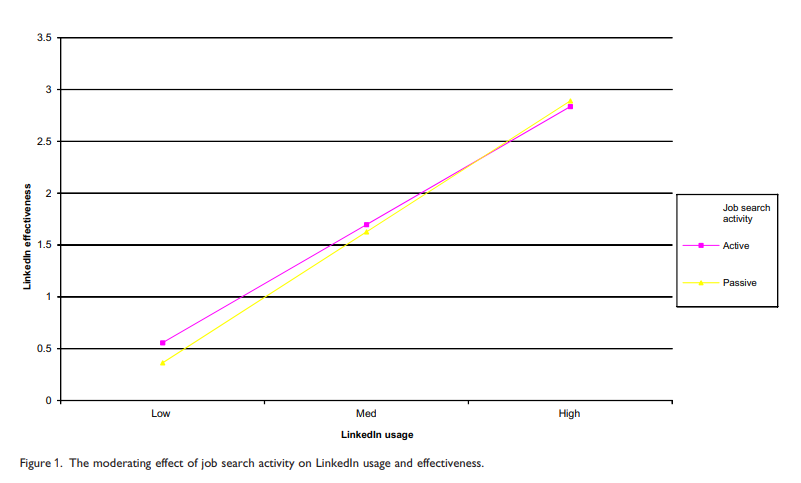 3.5
3
2.5
2
1.5
1
0.5
0
LinkedIn effectiveness
Low
Med
High
LinkedIn usage
Job search
activity
Active
Passive
Figure 1. The moderating effect of job search activity on LinkedIn usage and effectiveness.